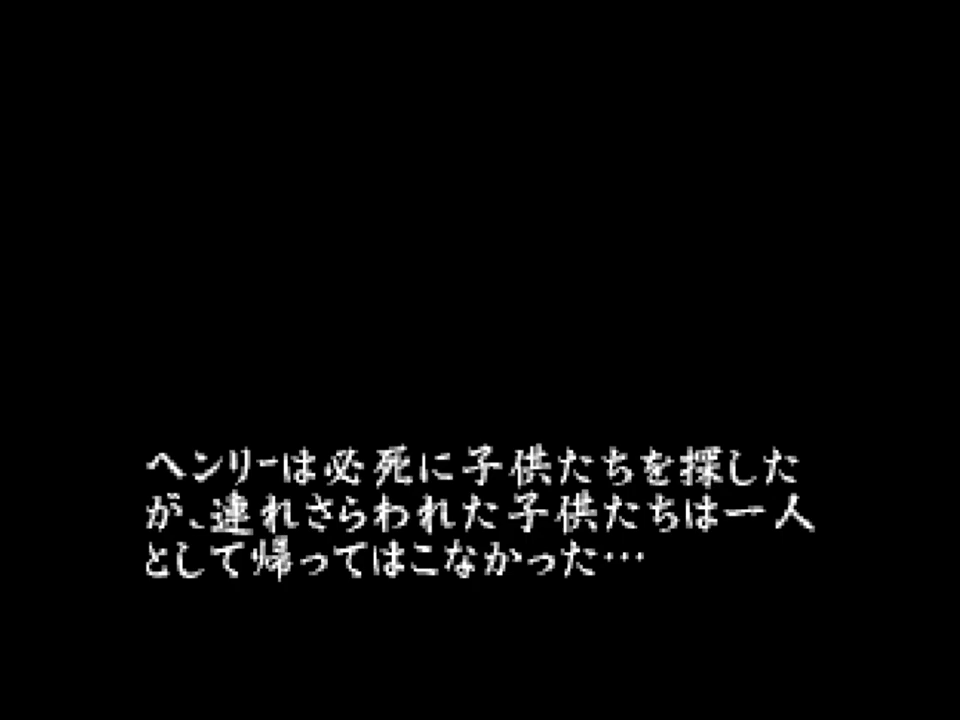 ヘンリーは必死に子供たちを探した
が、連れさらわれた子供たちは一人
として帰ってはこなかった…